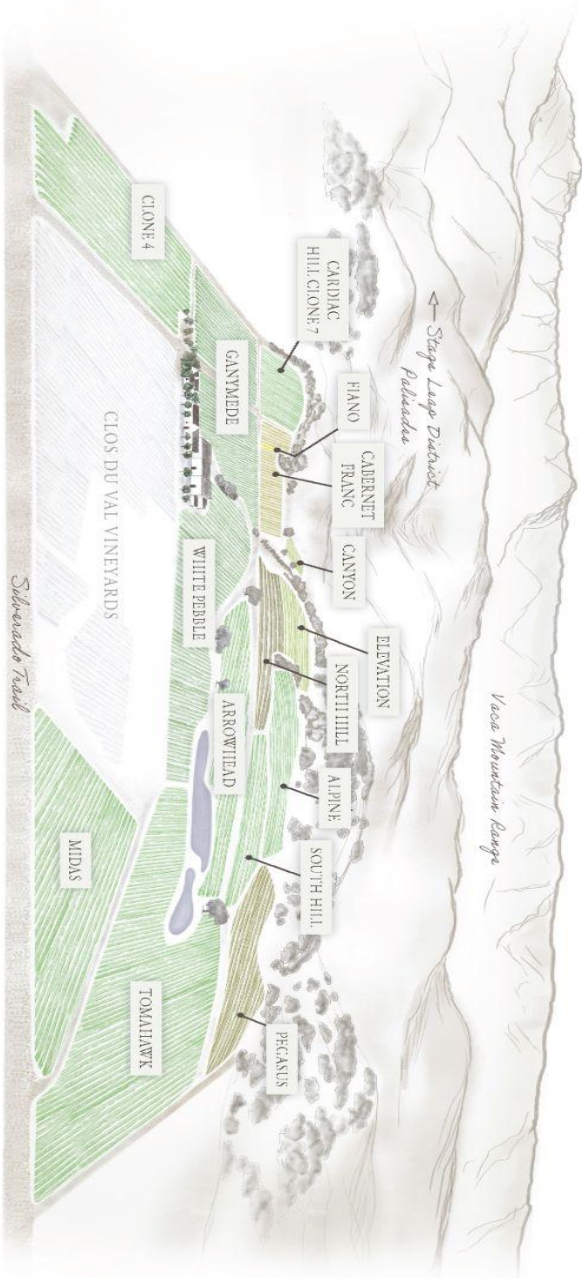 Vaca Mountain Range
← Stags Leap District
Palisades
CARDIAC
HILL CLONE 7
FIANO
CABERNET
FRANC
CANYON
ELEVATION
NORTH HILL
ALPINE
SOUTH HILL
PEGASUS
CLONE 4
GANYMEDE
WHITE PEBBLE
ARROWHEAD
CLOS DU VAL VINEYARDS
MIDAS
TOMAHAWK
Silverado Trail